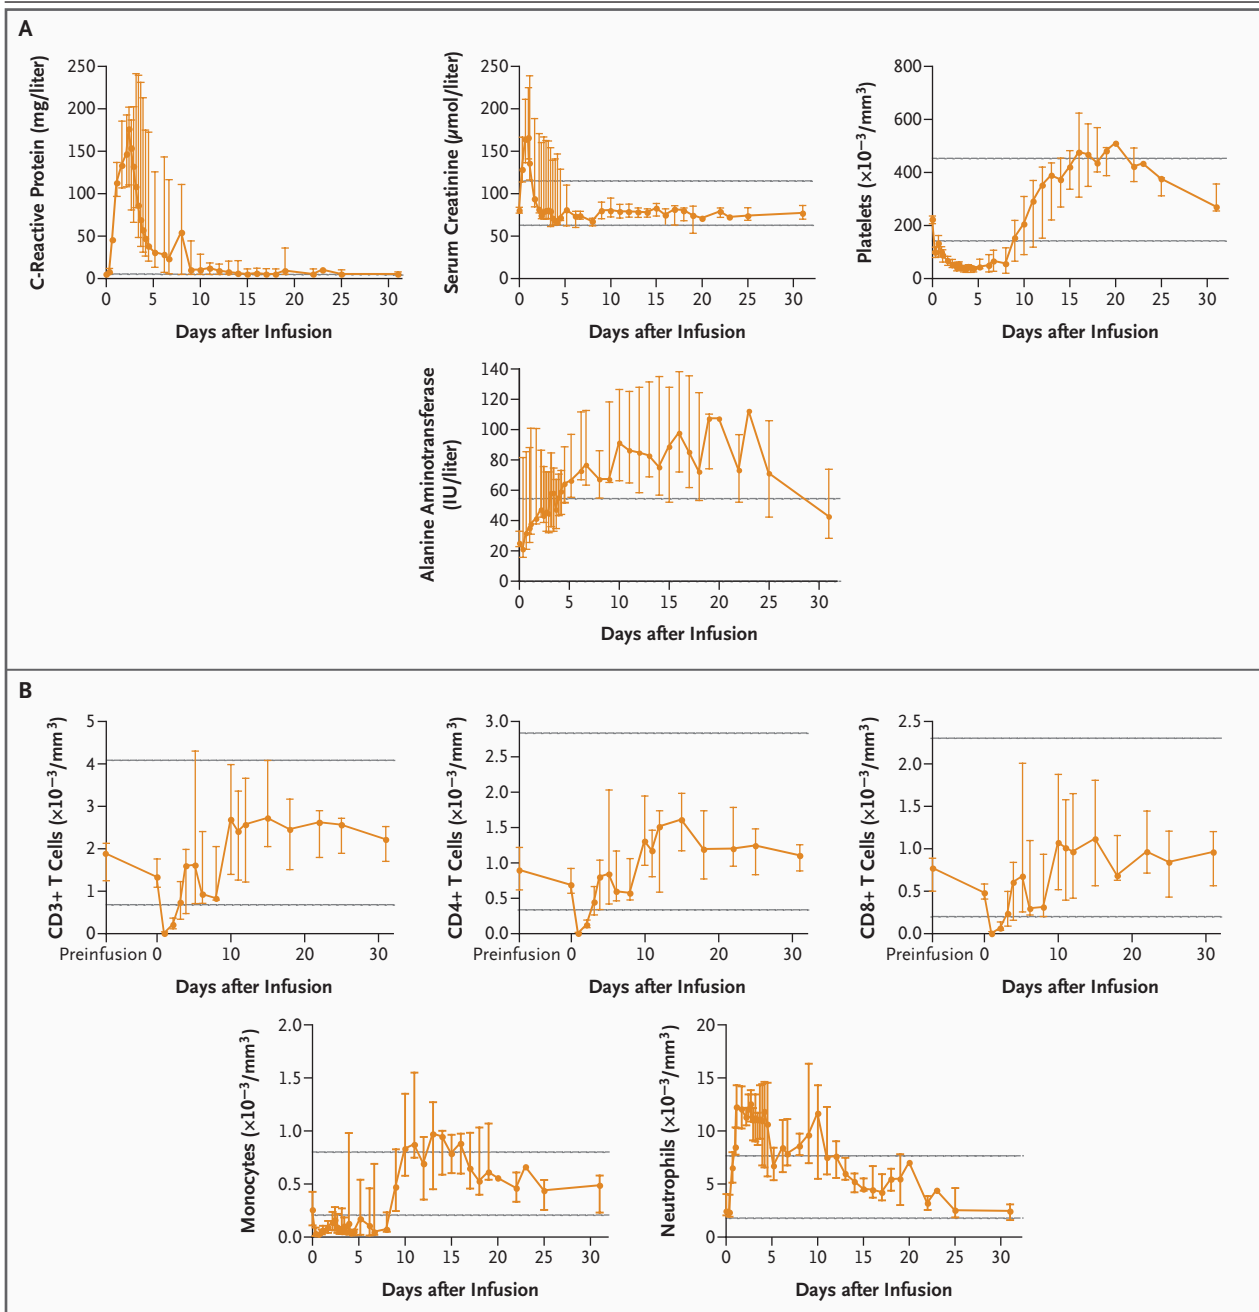 A
C-Reactive Protein (mg/liter)
250
200
150
100
50
0
0 5 10 15 20 25 30
Days after Infusion
Serum Creatinine (µmol/liter)
250
200
150
100
50
0
0 5 10 15 20 25 30
Days after Infusion
Platelets (×10⁻³/mm³)
800
600
400
200
0
0 5 10 15 20 25 30
Days after Infusion
Alanine Aminotransferase
(IU/liter)
140
120
100
80
60
40
20
0
0 5 10 15 20 25 30
Days after Infusion
B
CD3+ T Cells (×10⁻³/mm³)
5
4
3
2
1
0
Preinfusion 0 10 20 30
Days after Infusion
CD4+ T Cells (×10⁻³/mm³)
3.0
2.5
2.0
1.5
1.0
0.5
0.0
Preinfusion 0 10 20 30
Days after Infusion
CD8+ T Cells (×10⁻³/mm³)
2.5
2.0
1.5
1.0
0.5
0.0
Preinfusion 0 10 20 30
Days after Infusion
Monocytes (×10⁻³/mm³)
2.0
1.5
1.0
0.5
0.0
0 5 10 15 20 25 30
Days after Infusion
Neutrophils (×10⁻³/mm³)
20
15
10
5
0
0 5 10 15 20 25 30
Days after Infusion